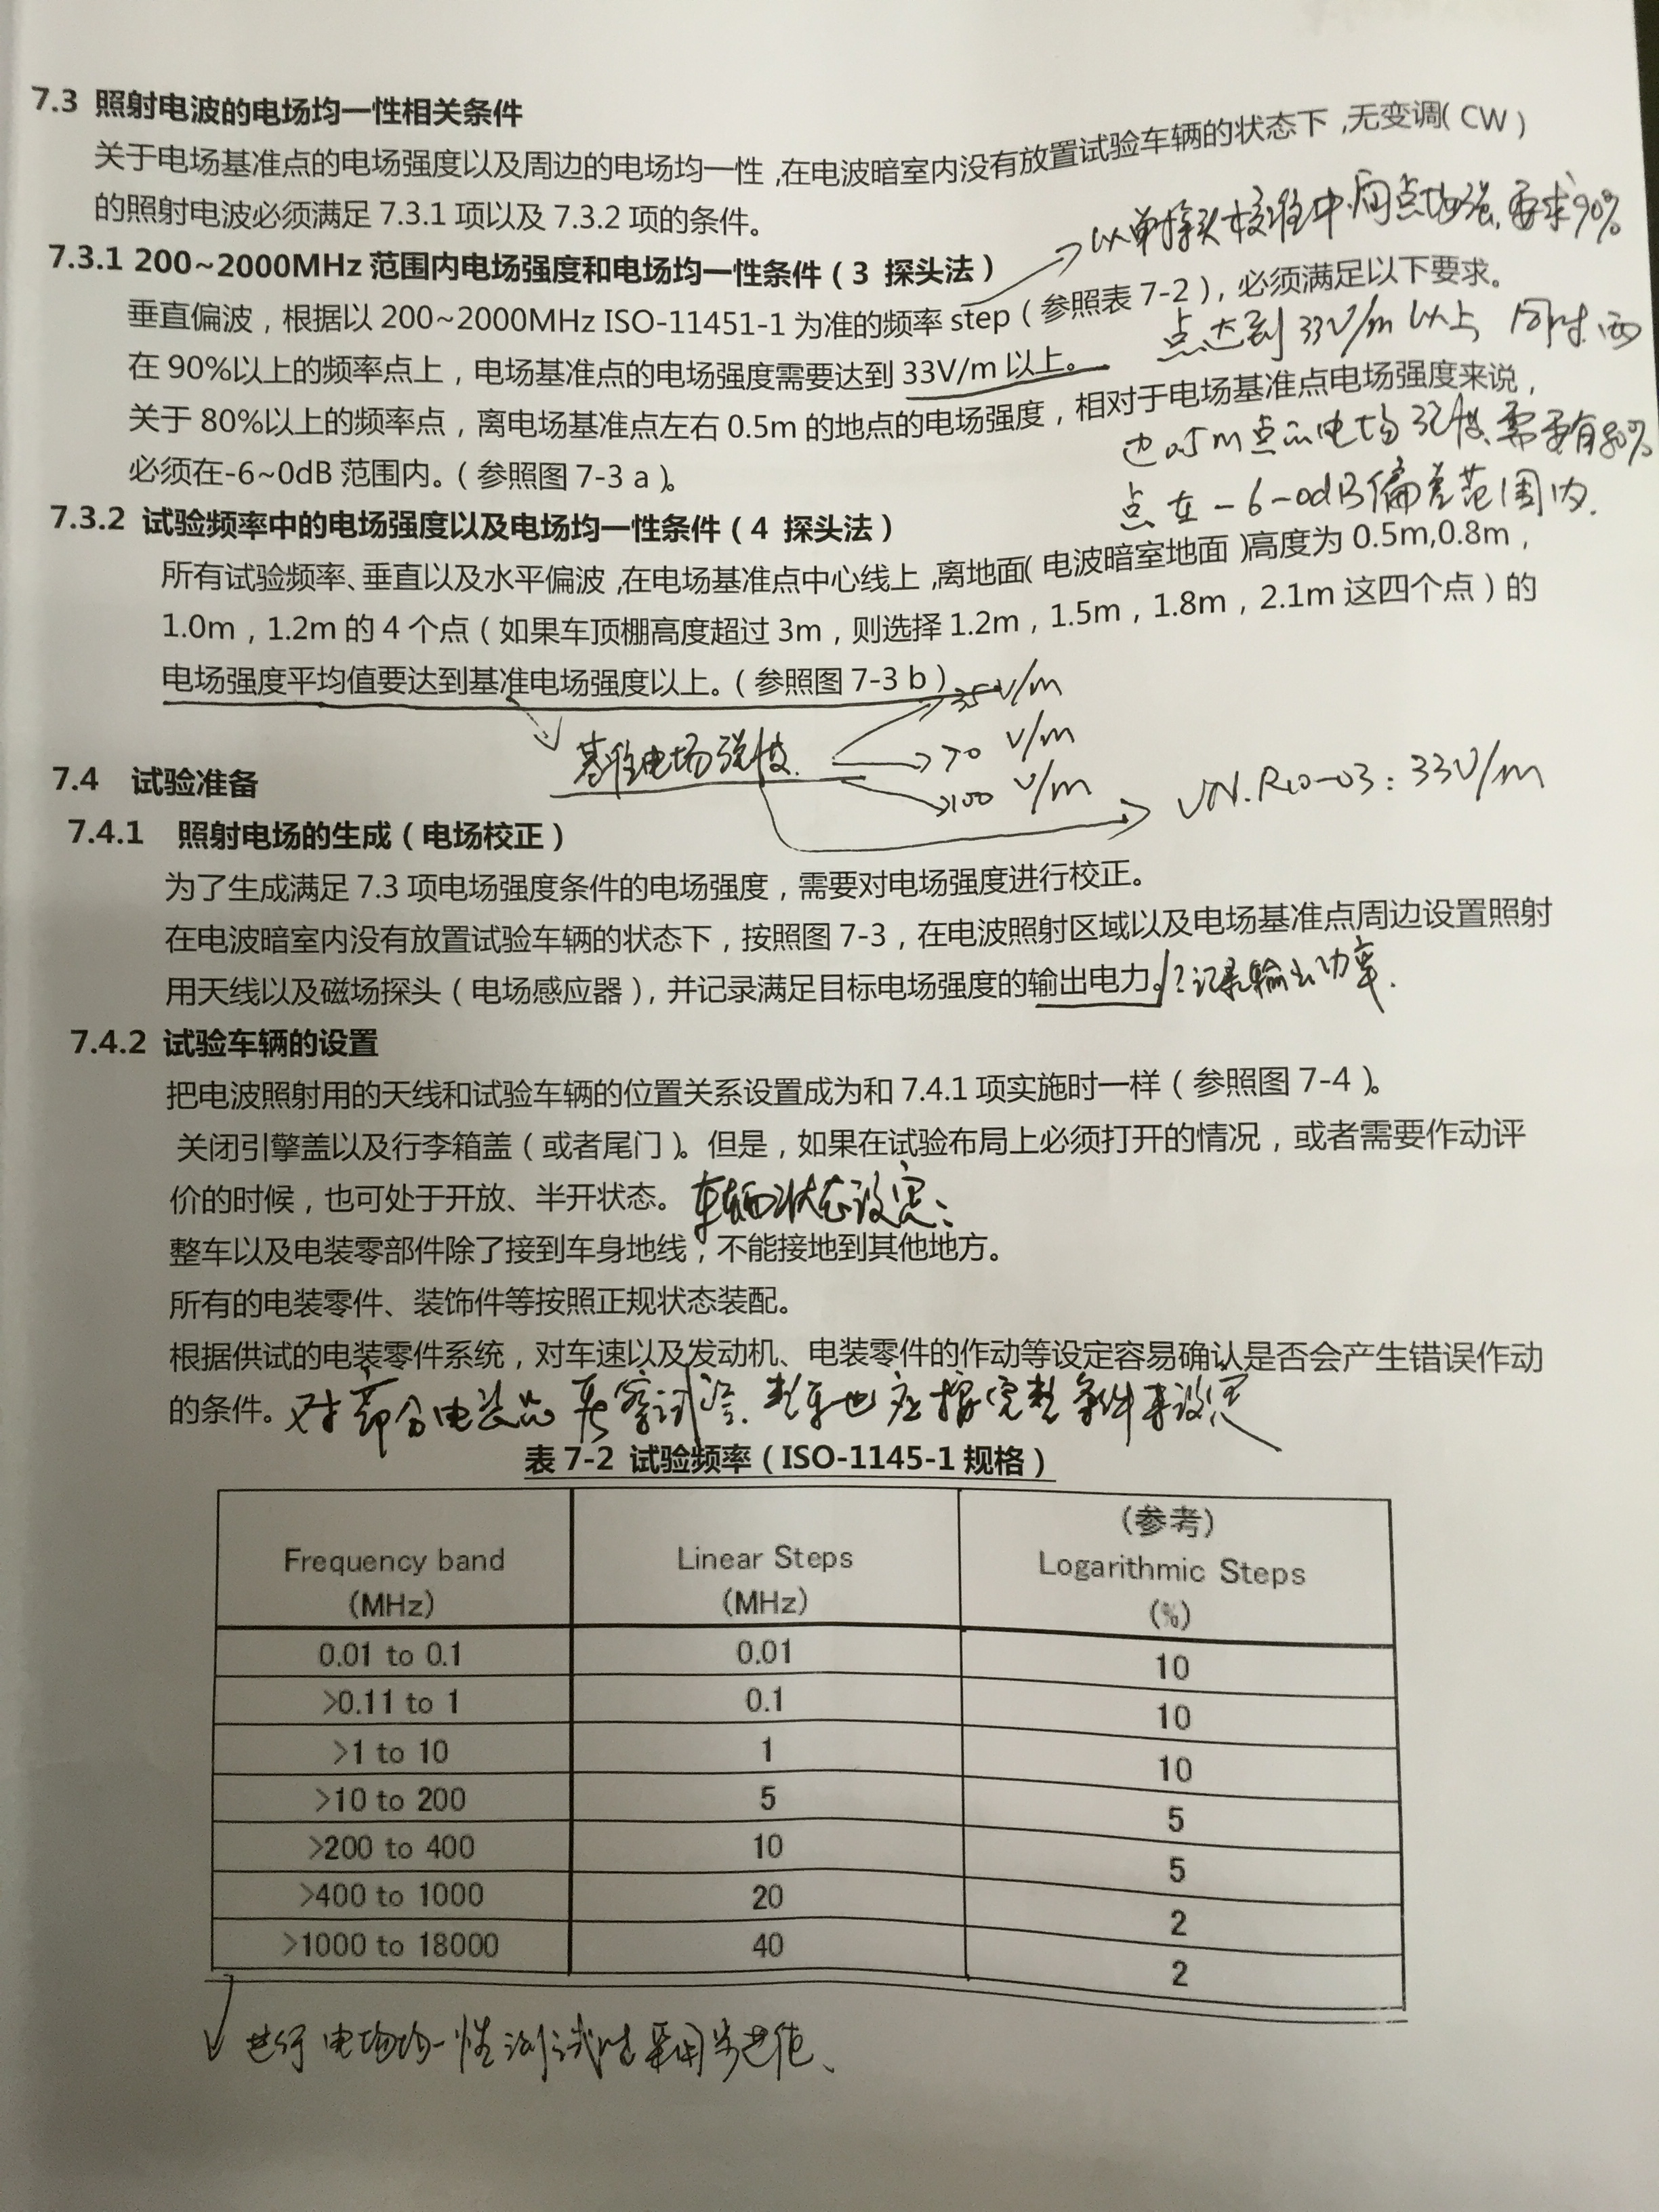 7.3 照射电波的电场均一性相关条件
关于电场基准点的电场强度以及周边的电场均一性,在电波暗室内没有放置试验车辆的状态下,无变调(CW)
的照射电波必须满足 7.3.1 项以及 7.3.2 项的条件。
以单探头校准中间点场强,要求90%
7.3.1 200~2000MHz 范围内电场强度和电场均一性条件(3 探头法)
垂直偏波,根据以 200~2000MHz ISO-11451-1 为准的频率 step(参照表 7-2),必须满足以下要求。
点达到 33V/m 以上 同时两
在 90%以上的频率点上,电场基准点的电场强度需要达到 33V/m 以上。
关于 80%以上的频率点,离电场基准点左右 0.5m 的地点的电场强度,相对于电场基准点电场强度来说,
边0.5m点的电场强度需要有80%
必须在-6~0dB 范围内。(参照图 7-3 a)。
点在-6-0dB偏差范围内.
7.3.2 试验频率中的电场强度以及电场均一性条件(4 探头法)
所有试验频率、垂直以及水平偏波,在电场基准点中心线上,离地面(电波暗室地面)高度为 0.5m,0.8m,
1.0m,1.2m 的 4 个点(如果车顶棚高度超过 3m,则选择 1.2m,1.5m,1.8m,2.1m 这四个点)的
电场强度平均值要达到基准电场强度以上。(参照图 7-3 b)
35V/m
基准电场强度. 70 V/m
100 V/m
UN.R10-03: 33V/m
7.4 试验准备
7.4.1 照射电场的生成(电场校正)
为了生成满足 7.3 项电场强度条件的电场强度,需要对电场强度进行校正。
在电波暗室内没有放置试验车辆的状态下,按照图 7-3,在电波照射区域以及电场基准点周边设置照射
用天线以及磁场探头(电场感应器),并记录满足目标电场强度的输出电力。?记录输出功率.
7.4.2 试验车辆的设置
把电波照射用的天线和试验车辆的位置关系设置成为和 7.4.1 项实施时一样(参照图 7-4)。
关闭引擎盖以及行李箱盖(或者尾门)。但是,如果在试验布局上必须打开的情况,或者需要作动评
价的时候,也可处于开放、半开状态。车辆状态设定、
整车以及电装零部件除了接到车身地线,不能接地到其他地方。
所有的电装零件、装饰件等按照正规状态装配。
根据供试的电装零件系统,对车速以及发动机、电装零件的作动等设定容易确认是否会产生错误作动
的条件。对部分电装品 试验.整车也应按完整条件来设定
表 7-2 试验频率(ISO-1145-1 规格)
Frequency band (MHz) Linear Steps (MHz) (参考) Logarithmic Steps (%)
0.01 to 0.1 0.01 10
>0.11 to 1 0.1 10
>1 to 10 1 10
>10 to 200 5 5
>200 to 400 10 5
>400 to 1000 20 2
>1000 to 18000 40 2
进行电场均一性测试时采用步进值、